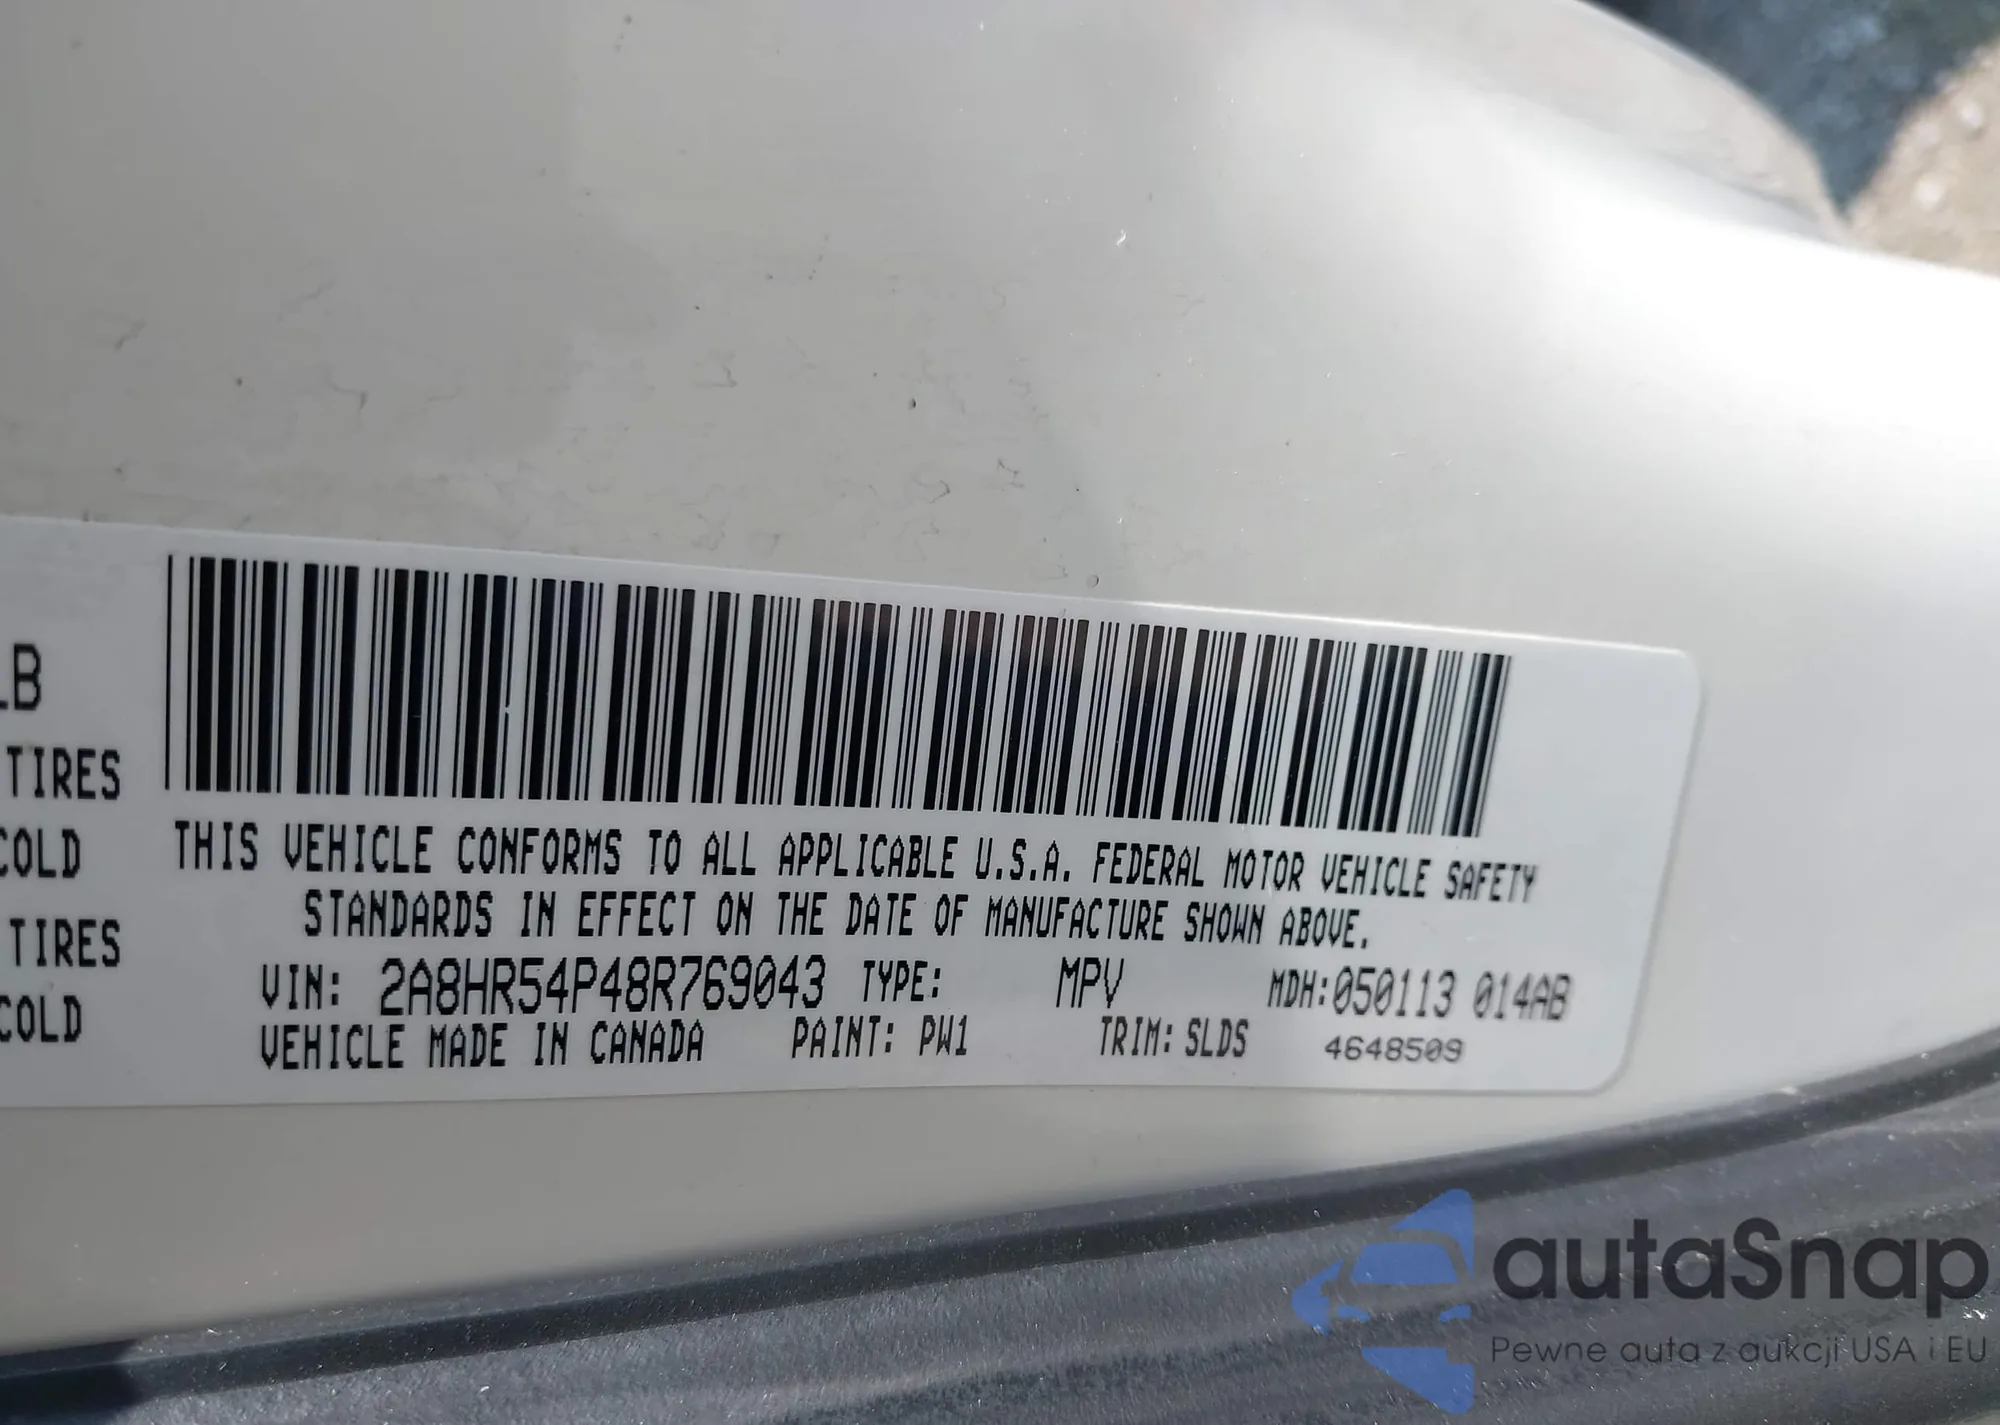 LB
TIRES
COLD
TIRES
COLD
THIS VEHICLE CONFORMS TO ALL APPLICABLE U.S.A. FEDERAL MOTOR VEHICLE SAFETY
STANDARDS IN EFFECT ON THE DATE OF MANUFACTURE SHOWN ABOVE.
VIN: 2A8HR54P48R769043 TYPE: MPV MDH:050113 014AB
VEHICLE MADE IN CANADA PAINT: PW1 TRIM: SLDS 4648509
autaSnap
Pewne auta z aukcji USA i EU